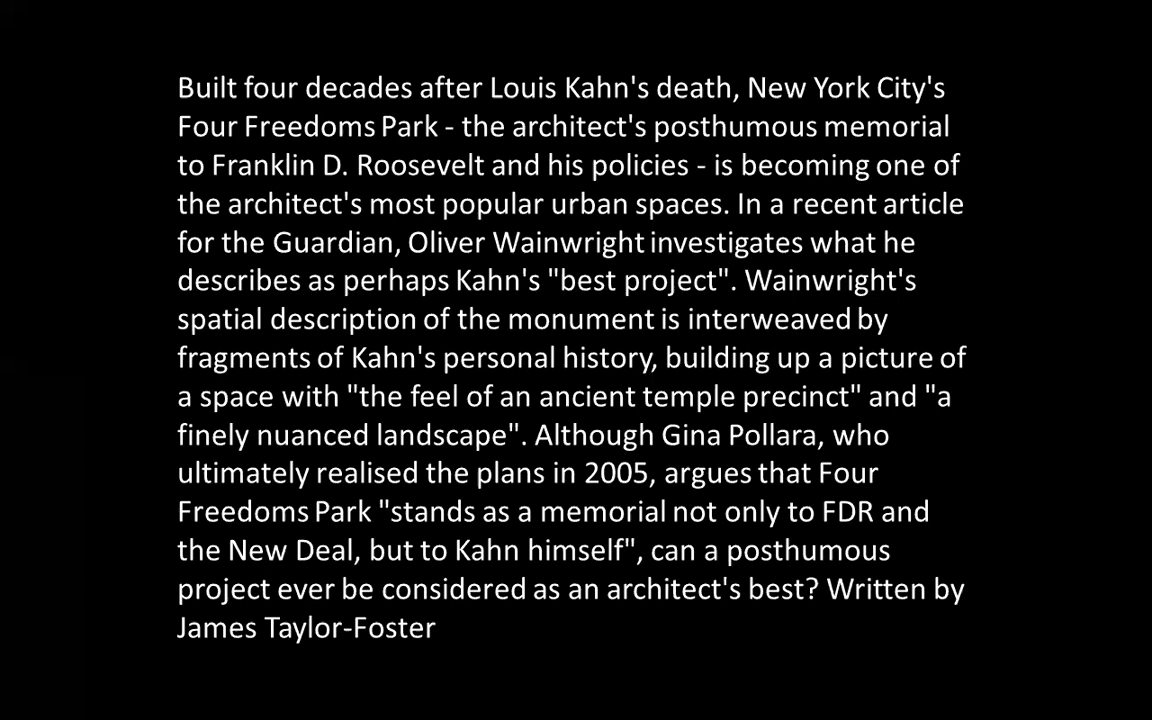 Built four decades after Louis Kahn's death, New York City's
Four Freedoms Park - the architect's posthumous memorial
to Franklin D. Roosevelt and his policies - is becoming one of
the architect's most popular urban spaces. In a recent article
for the Guardian, Oliver Wainwright investigates what he
describes as perhaps Kahn's "best project". Wainwright's
spatial description of the monument is interweaved by
fragments of Kahn's personal history, building up a picture of
a space with "the feel of an ancient temple precinct" and "a
finely nuanced landscape". Although Gina Pollara, who
ultimately realised the plans in 2005, argues that Four
Freedoms Park "stands as a memorial not only to FDR and
the New Deal, but to Kahn himself", can a posthumous
project ever be considered as an architect's best? Written by
James Taylor-Foster